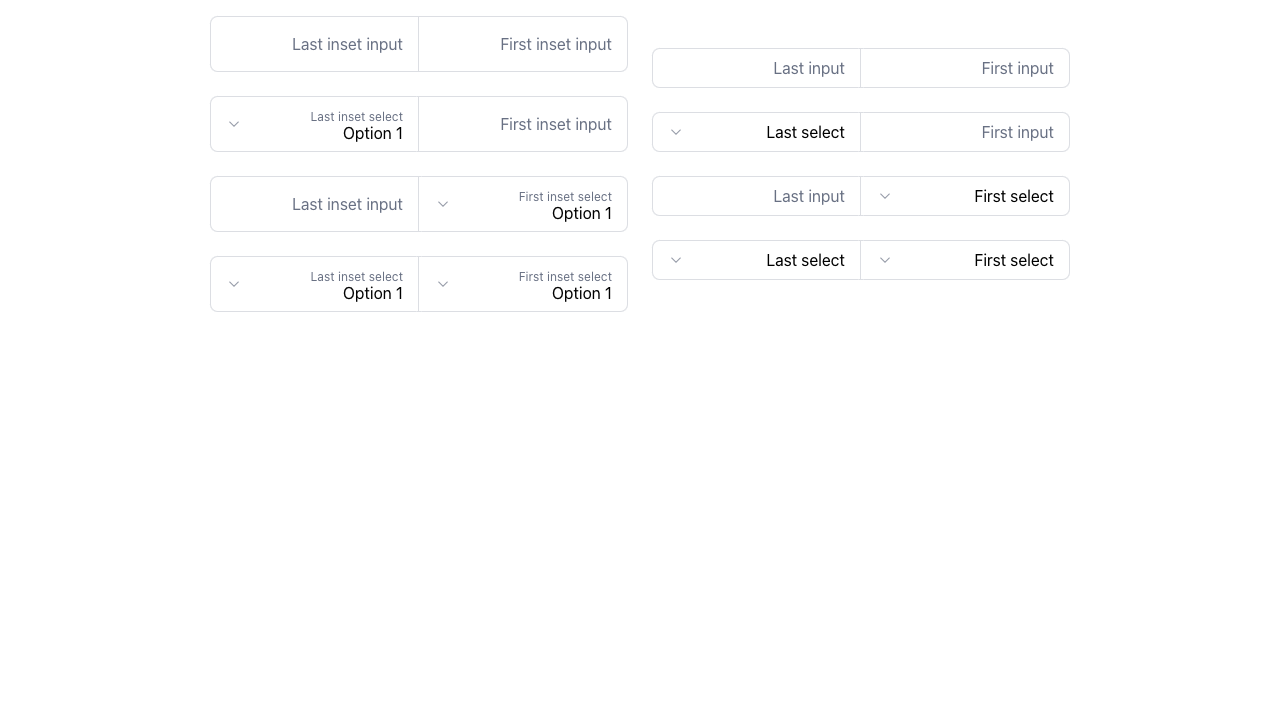 Last inset input
First inset input
Last inset select
Option 1
First inset input
Last inset input
First inset select
Option 1
Last inset select
Option 1
First inset select
Option 1
Last input
First input
Last select
First input
Last input
First select
Last select
First select